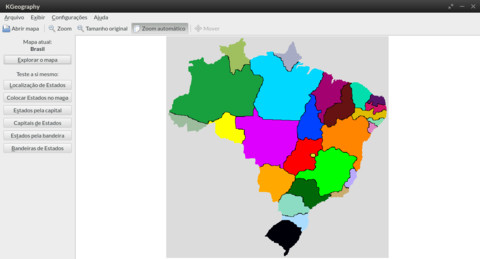 KGeography
Arquivo Exibir Configurações Ajuda
Abrir mapa Zoom Tamanho original Zoom automático Mover
Mapa atual:
Brasil
Explorar o mapa
Teste a si mesmo:
Localização de Estados
Colocar Estados no mapa
Estados pela capital
Capitais de Estados
Estados pela bandeira
Bandeiras de Estados